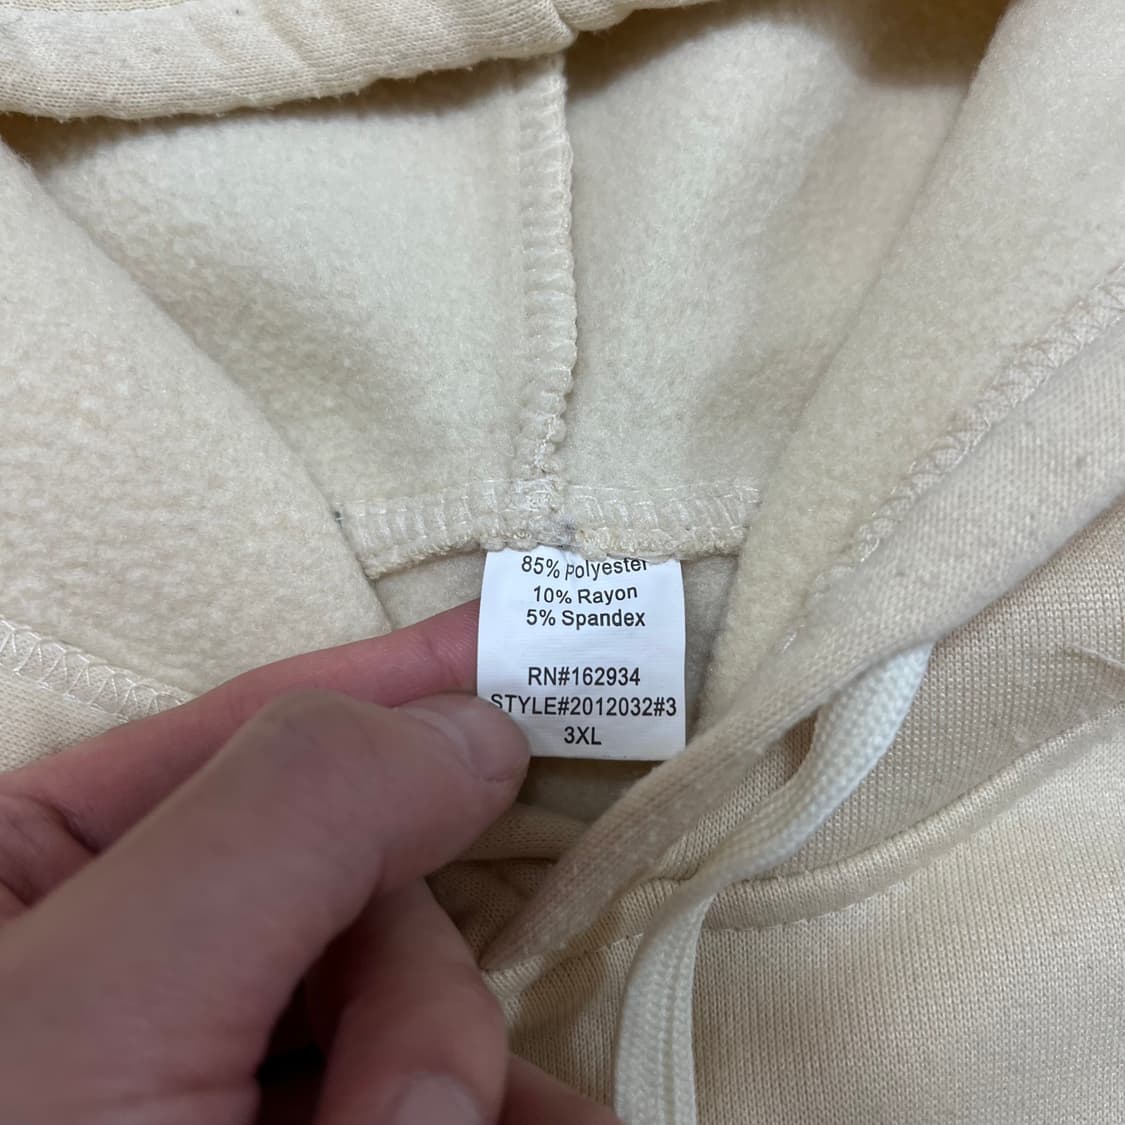 85% polyester
10% Rayon
5% Spandex
RN#162934
STYLE#2012032#3
3XL